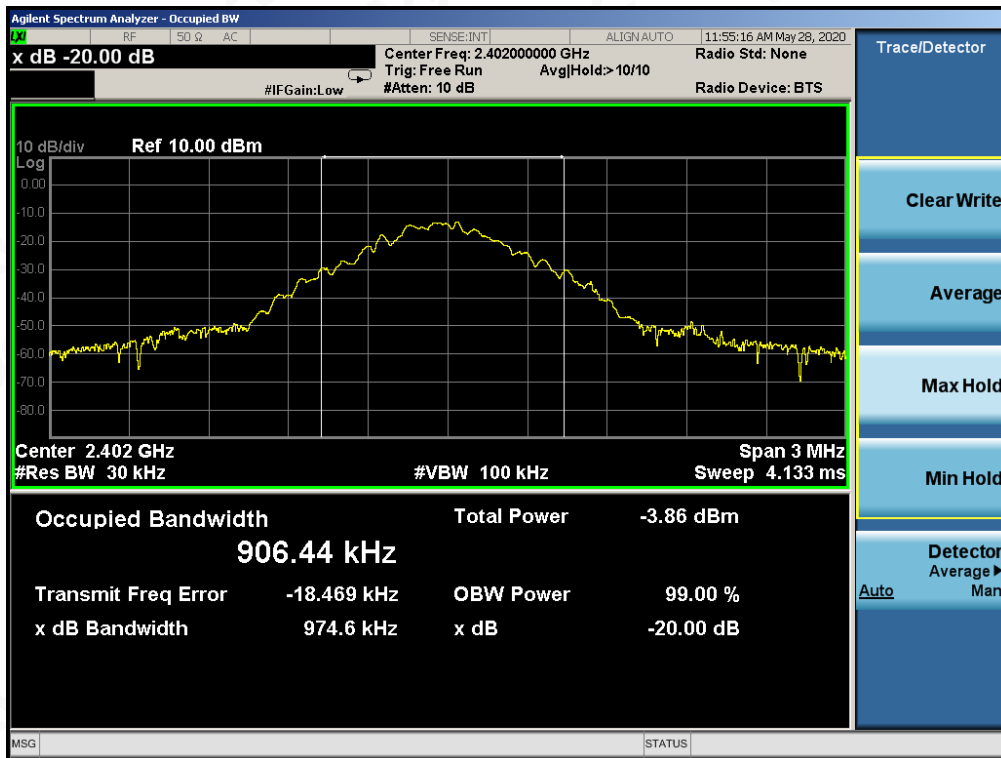 Agilent Spectrum Analyzer - Occupied BW
LXI RF 50 Ω AC SENSE:INT ALIGN AUTO 11:55:16 AM May 28, 2020
x dB -20.00 dB
Center Freq: 2.402000000 GHz Radio Std: None
Trig: Free Run Avg|Hold:> 10/10
#IFGain:Low #Atten: 10 dB Radio Device: BTS
Trace/Detector
10 dB/div Ref 10.00 dBm
Log
0.00
-10.0
-20.0
-30.0
-40.0
-50.0
-60.0
-70.0
-80.0
Center 2.402 GHz Span 3 MHz
#Res BW 30 kHz #VBW 100 kHz Sweep 4.133 ms
Occupied Bandwidth Total Power -3.86 dBm
906.44 kHz
Transmit Freq Error -18.469 kHz OBW Power 99.00 %
x dB Bandwidth 974.6 kHz x dB -20.00 dB
Clear Write
Average
Max Hold
Min Hold
Detector
Average▶
Auto Man
MSG STATUS